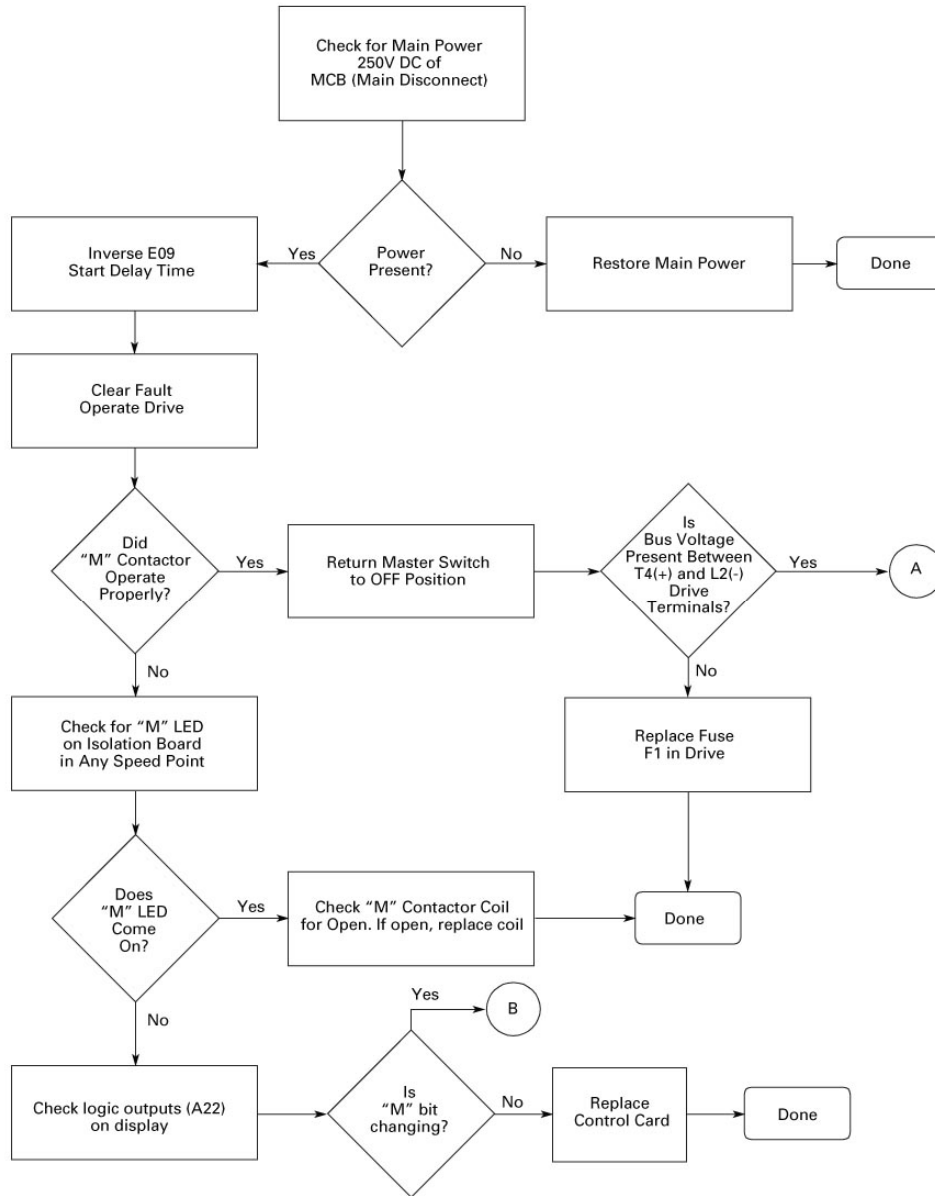 Check for Main Power
250V DC of
MCB (Main Disconnect)
Inverse E09
Start Delay Time
Yes
Power
Present?
No
Restore Main Power
Done
Clear Fault
Operate Drive
Did
“M” Contactor
Operate
Properly?
Yes
Return Master Switch
to OFF Position
Is
Bus Voltage
Present Between
T4(+) and L2(-)
Drive
Terminals?
Yes
A
No
No
Check for “M” LED
on Isolation Board
in Any Speed Point
Replace Fuse
F1 in Drive
Does
“M” LED
Come
On?
Yes
Check “M” Contactor Coil
for Open. If open, replace coil
Done
No
Yes
B
Check logic outputs (A22)
on display
Is
“M” bit
changing?
No
Replace
Control Card
Done